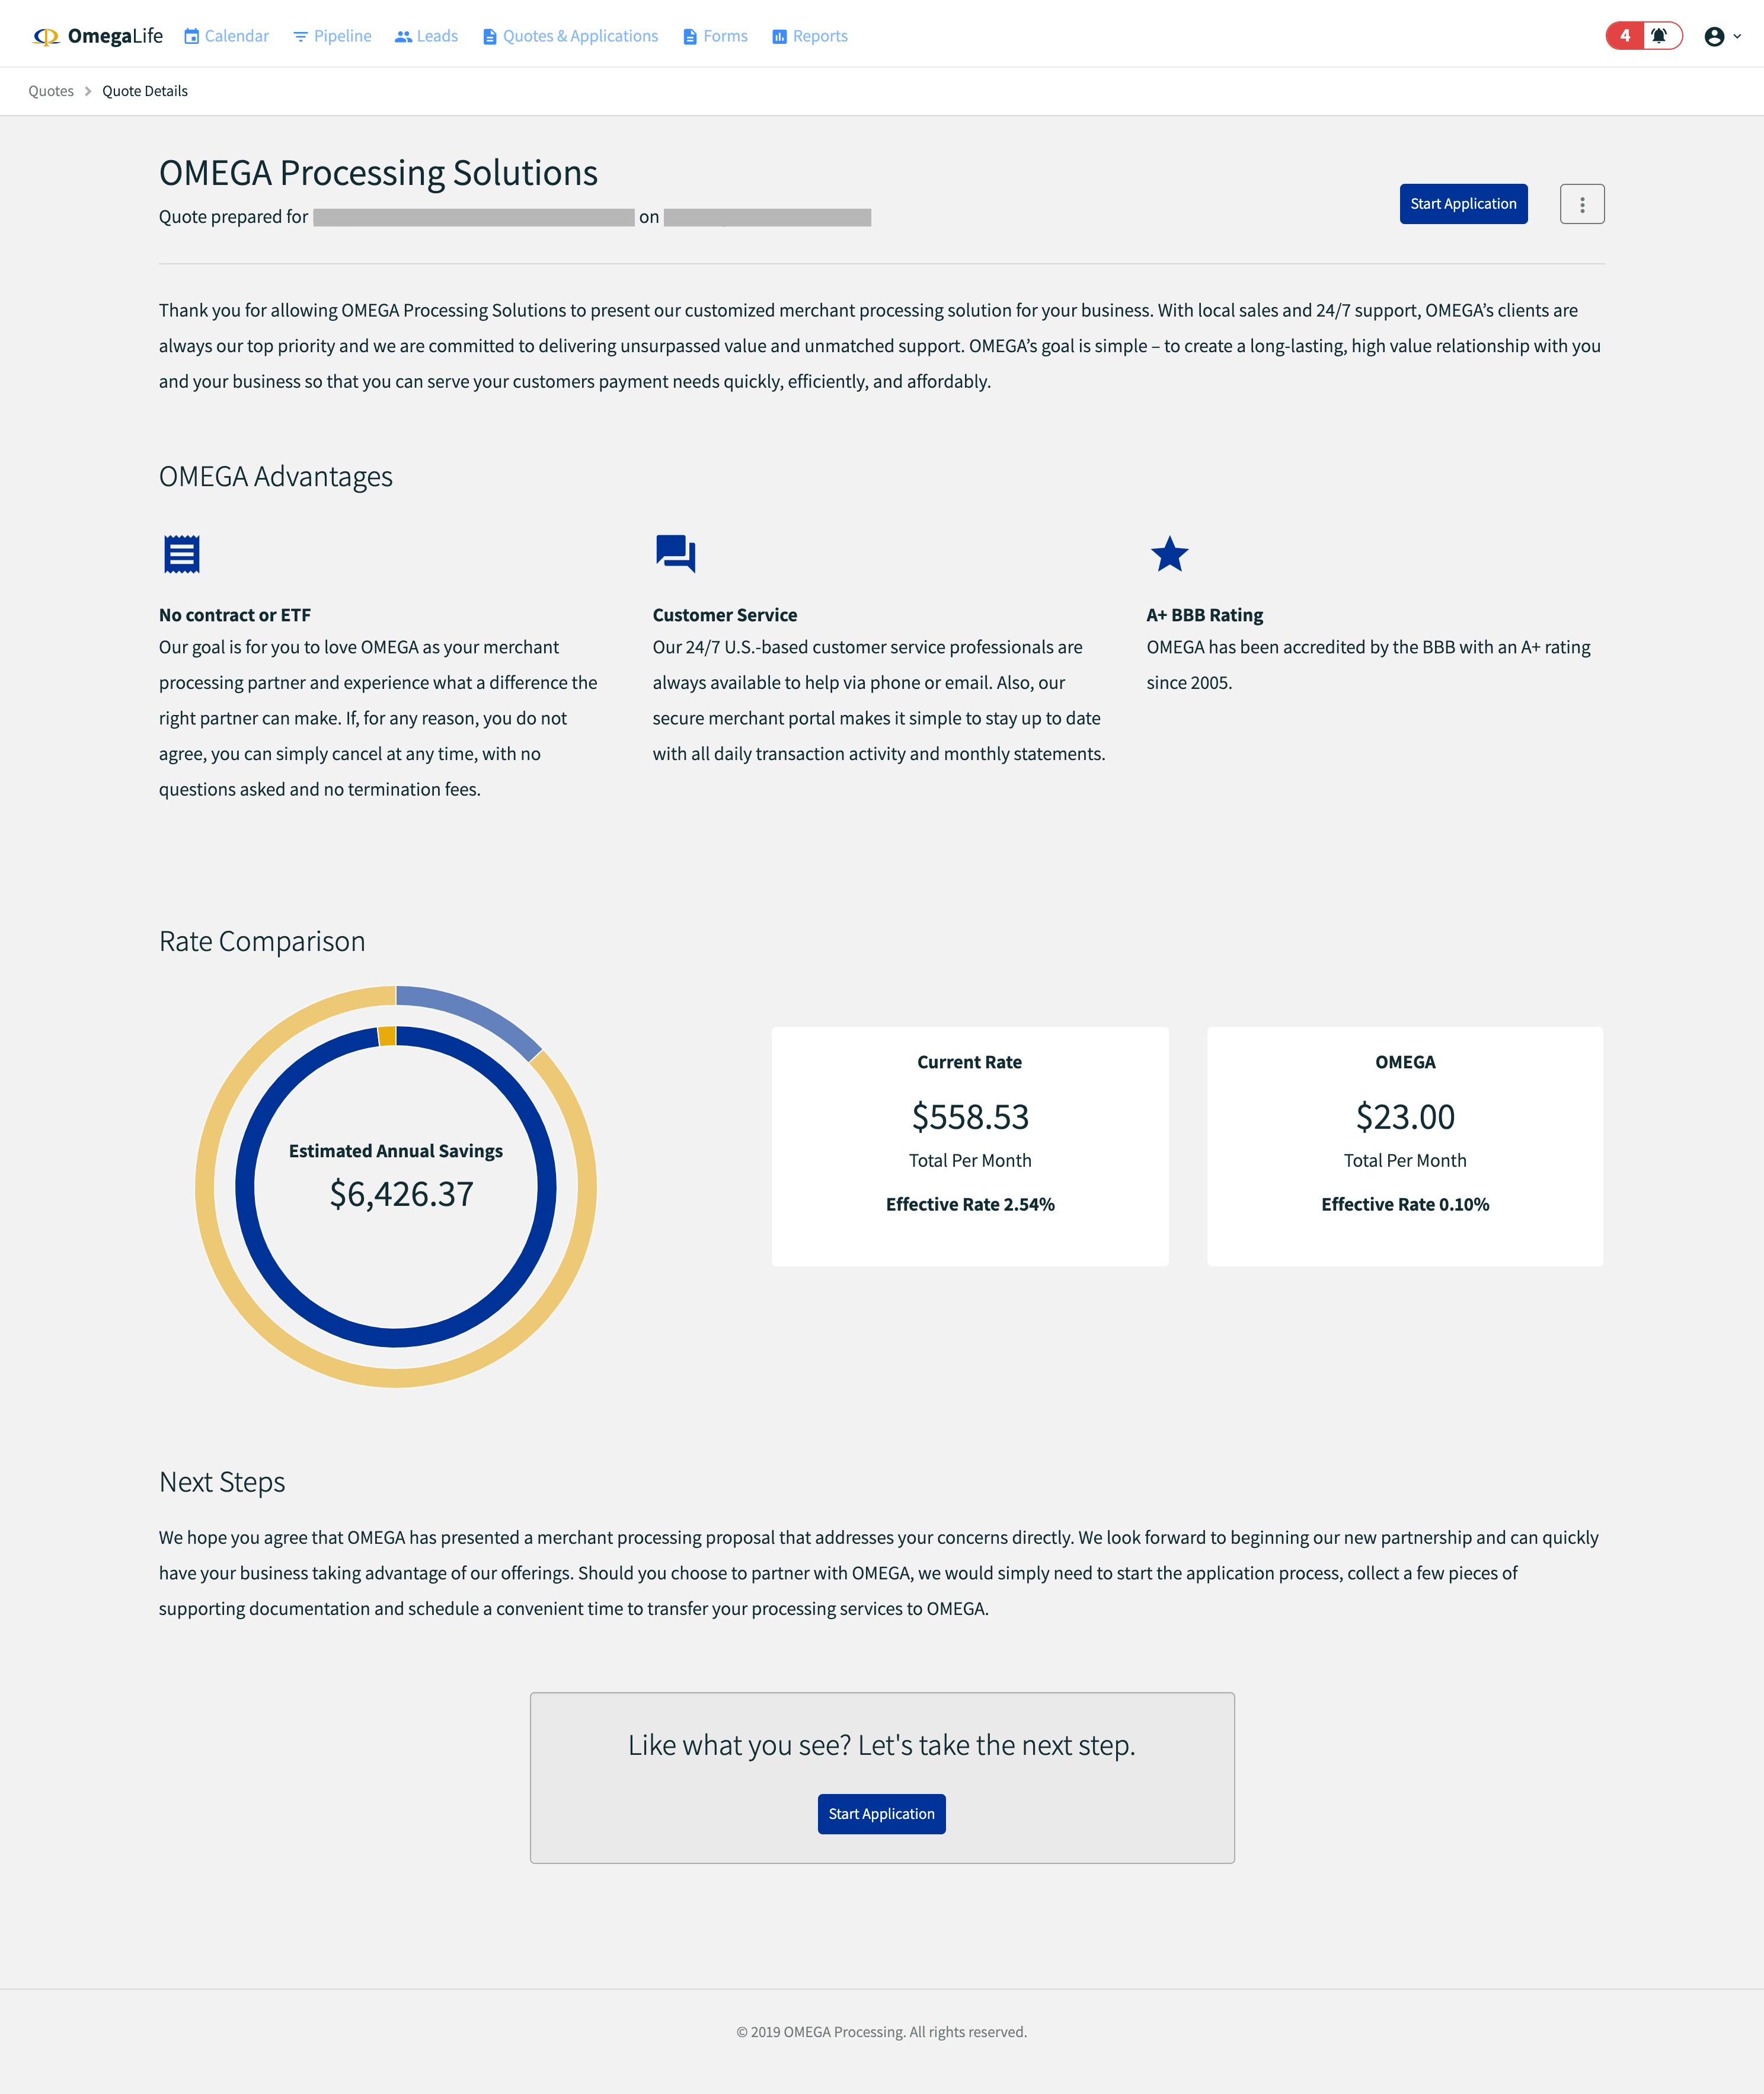 OmegaLife Calendar Pipeline Leads Quotes & Applications Forms Reports 4
Quotes Quote Details
OMEGA Processing Solutions
Quote prepared for on
Start Application
Thank you for allowing OMEGA Processing Solutions to present our customized merchant processing solution for your business. With local sales and 24/7 support, OMEGA’s clients are
always our top priority and we are committed to delivering unsurpassed value and unmatched support. OMEGA’s goal is simple – to create a long-lasting, high value relationship with you
and your business so that you can serve your customers payment needs quickly, efficiently, and affordably.
OMEGA Advantages
No contract or ETF
Our goal is for you to love OMEGA as your merchant
processing partner and experience what a difference the
right partner can make. If, for any reason, you do not
agree, you can simply cancel at any time, with no
questions asked and no termination fees.
Customer Service
Our 24/7 U.S.-based customer service professionals are
always available to help via phone or email. Also, our
secure merchant portal makes it simple to stay up to date
with all daily transaction activity and monthly statements.
A+ BBB Rating
OMEGA has been accredited by the BBB with an A+ rating
since 2005.
Rate Comparison
Estimated Annual Savings
$6,426.37
Current Rate
$558.53
Total Per Month
Effective Rate 2.54%
OMEGA
$23.00
Total Per Month
Effective Rate 0.10%
Next Steps
We hope you agree that OMEGA has presented a merchant processing proposal that addresses your concerns directly. We look forward to beginning our new partnership and can quickly
have your business taking advantage of our offerings. Should you choose to partner with OMEGA, we would simply need to start the application process, collect a few pieces of
supporting documentation and schedule a convenient time to transfer your processing services to OMEGA.
Like what you see? Let's take the next step.
Start Application
© 2019 OMEGA Processing. All rights reserved.